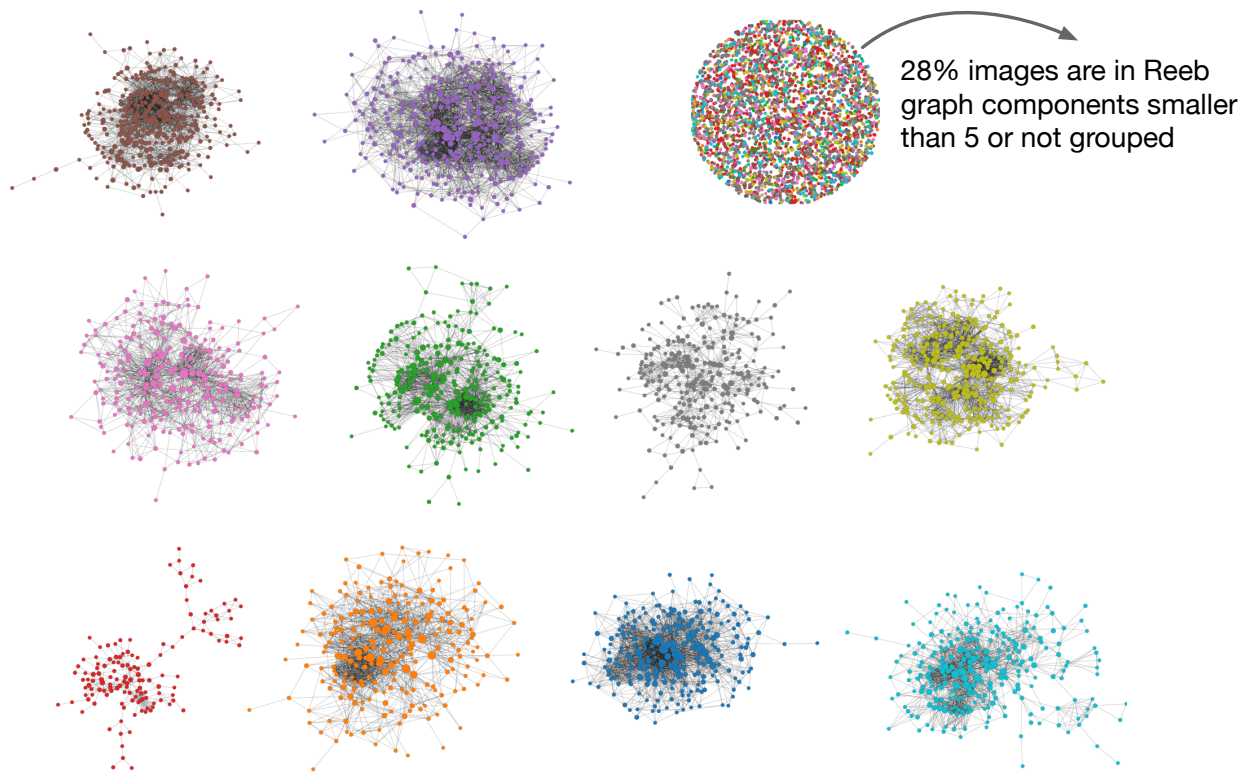 28% images are in Reeb
graph components smaller
than 5 or not grouped